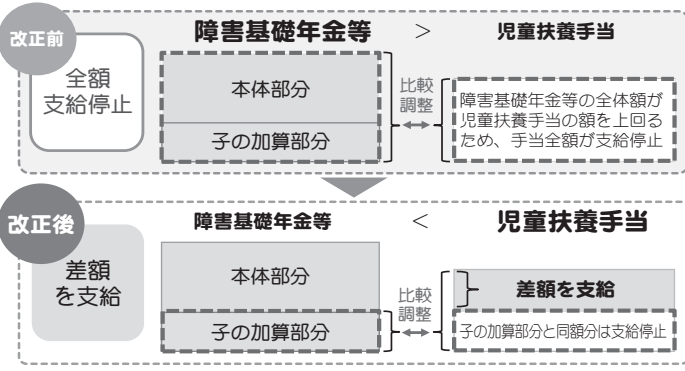 改正前
障害基礎年金等 > 児童扶養手当
全額
支給停止
本体部分
子の加算部分
比較
調整
障害基礎年金等の全体額が
児童扶養手当の額を上回る
ため、手当全額が支給停止
改正後
障害基礎年金等 < 児童扶養手当
差額
を支給
本体部分
子の加算部分
比較
調整
差額を支給
子の加算部分と同額分は支給停止